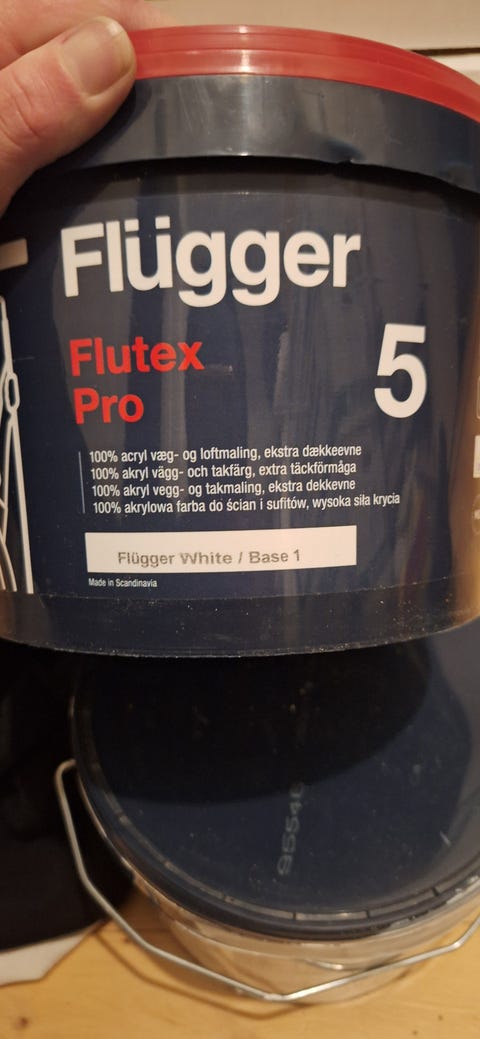 Flügger
Flutex
Pro
5
100% acryl væg- og loftmaling, ekstra dækkeevne
100% akryl vägg- och takfärg, extra täckförmåga
100% akryl vegg- og takmaling, ekstra dekkevne
100% akrylowa farba do ścian i sufitów, wysoka siła krycia
Flügger White / Base 1
Made in Scandinavia